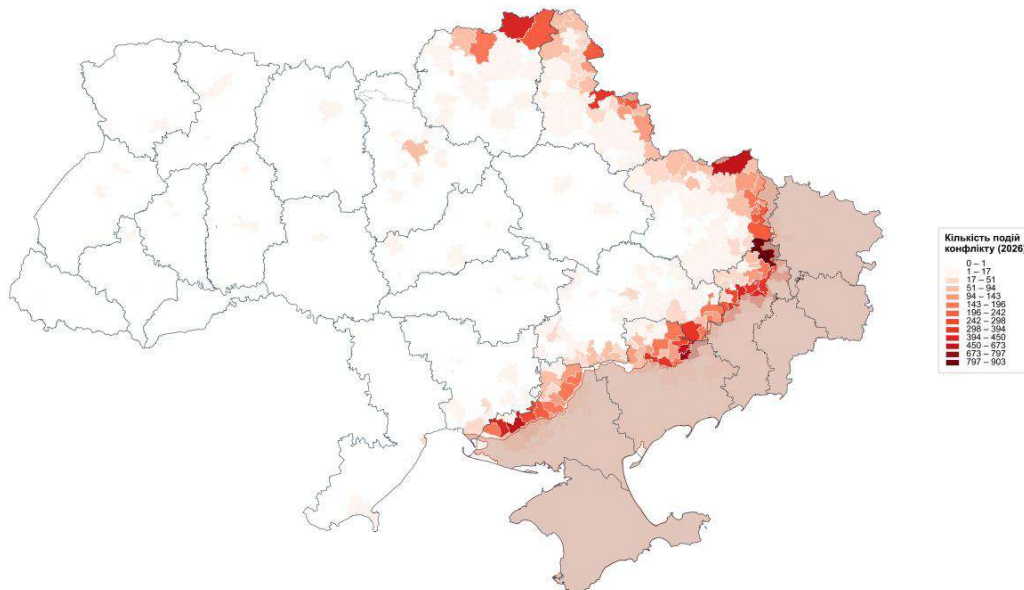 Кількість подій
конфлікту (2026)
0 – 1
1 – 17
17 – 51
51 – 94
94 – 143
143 – 196
196 – 242
242 – 298
298 – 394
394 – 450
450 – 673
673 – 797
797 – 903